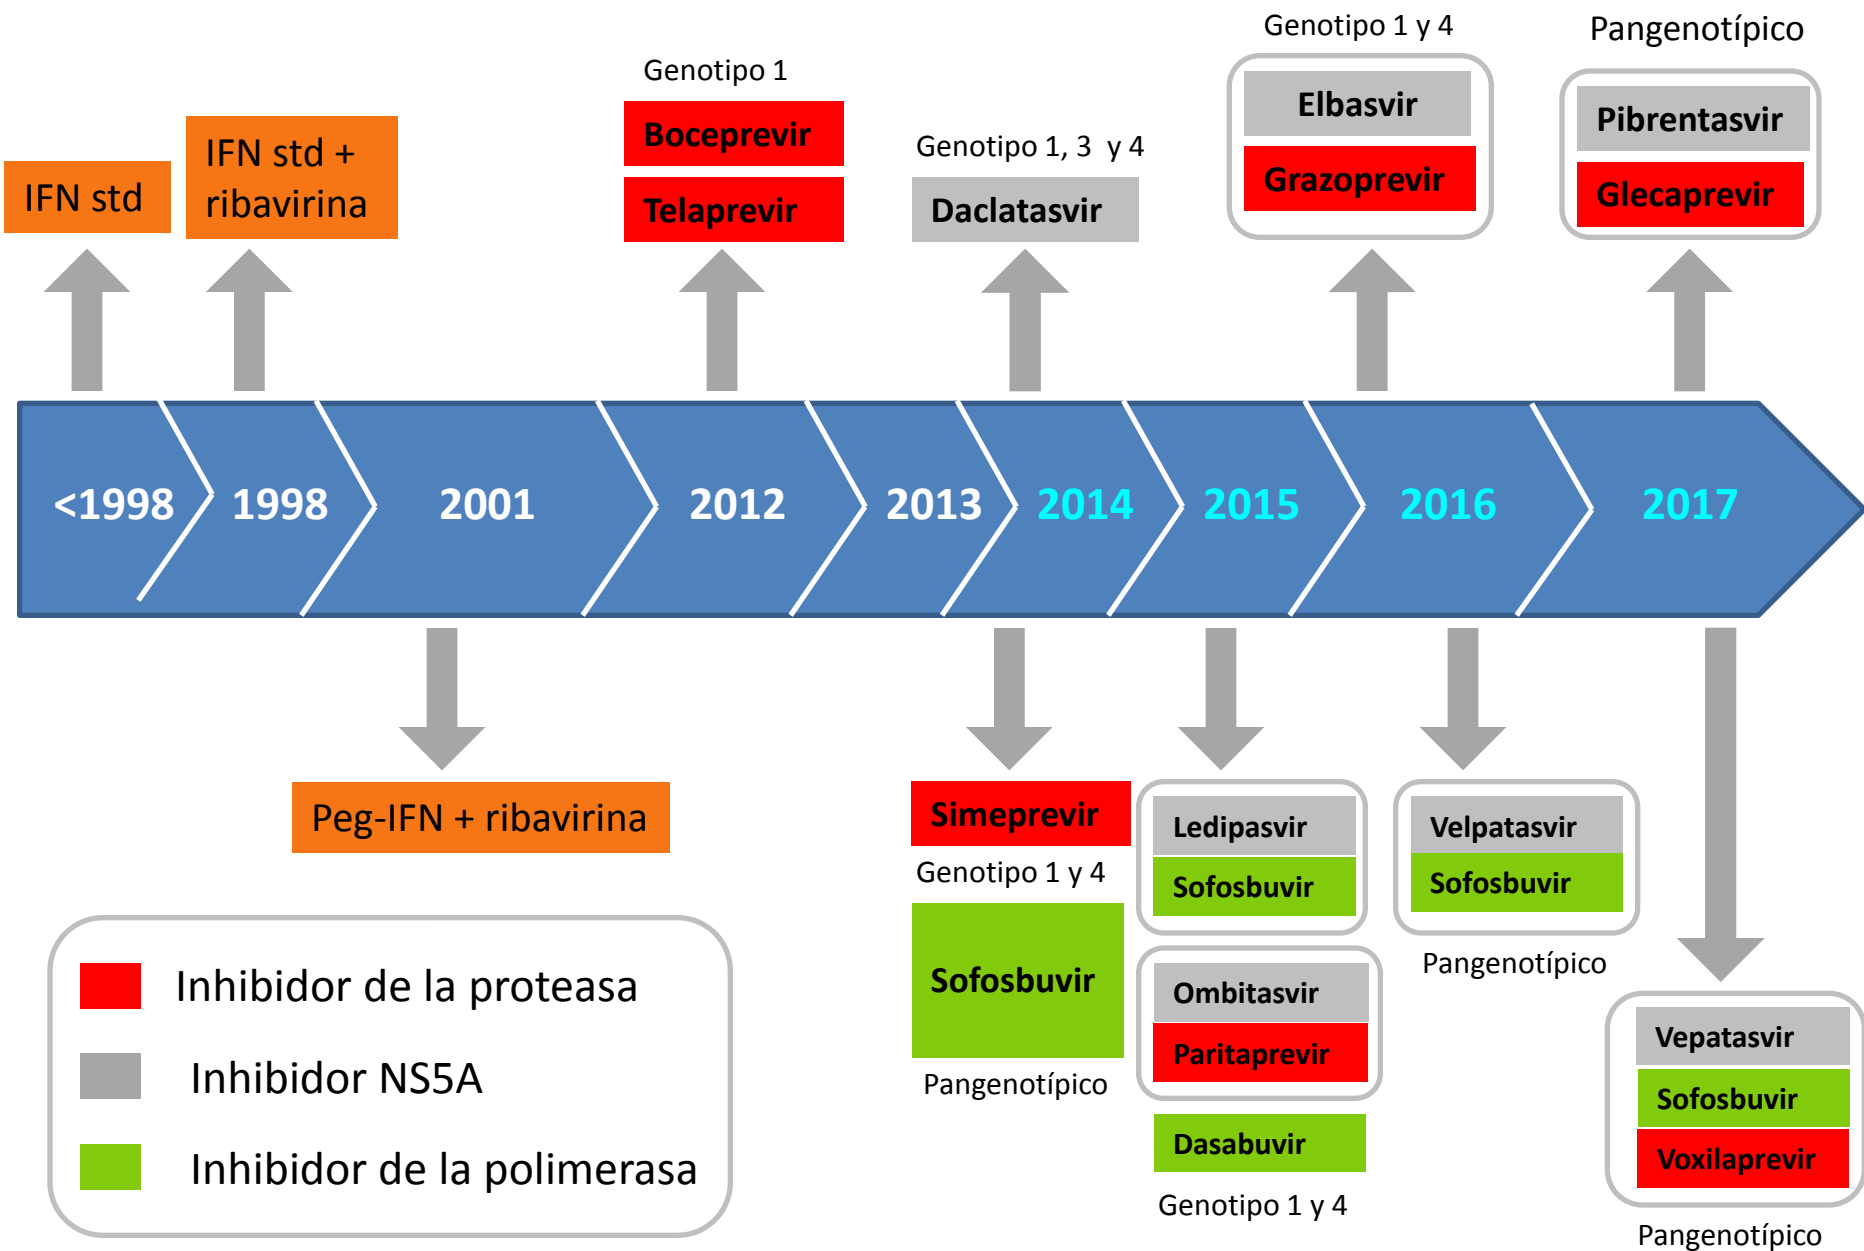 Genotipo 1 y 4
Pangenotípico
Genotipo 1
Elbasvir
Pibrentasvir
Boceprevir
IFN std +
ribavirina
Genotipo 1, 3 y 4
Grazoprevir
Glecaprevir
IFN std
Telaprevir
Daclatasvir
<1998
1998
2001
2012
2013
2014
2015
2016
2017
Peg-IFN + ribavirina
Simeprevir
Genotipo 1 y 4
Sofosbuvir
Pangenotípico
Ledipasvir
Sofosbuvir
Ombitasvir
Paritaprevir
Dasabuvir
Genotipo 1 y 4
Velpatasvir
Sofosbuvir
Pangenotípico
Vepatasvir
Sofosbuvir
Voxilaprevir
Pangenotípico
Inhibidor de la proteasa
Inhibidor NS5A
Inhibidor de la polimerasa